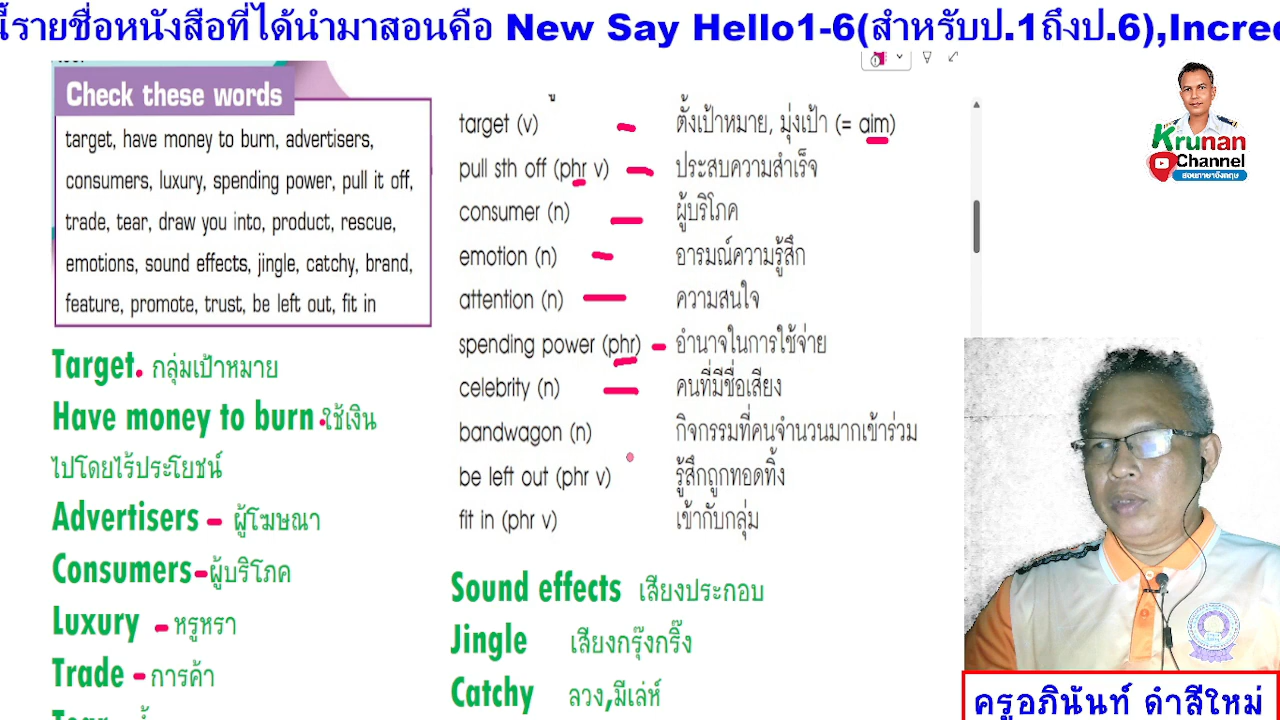 นี้รายชื่อหนังสือที่ได้นำมาสอนคือ New Say Hello1-6(สำหรับป.1ถึงป.6),Incred
Check these words
target, have money to burn, advertisers,
consumers, luxury, spending power, pull it off,
trade, tear, draw you into, product, rescue,
emotions, sound effects, jingle, catchy, brand,
feature, promote, trust, be left out, fit in
Target. กลุ่มเป้าหมาย
Have money to burn ใช้เงิน
ไปโดยไร้ประโยชน์
Advertisers - ผู้โฆษณา
Consumers-ผู้บริโภค
Luxury - หรูหรา
Trade - การค้า
target (v) ตั้งเป้าหมาย, มุ่งเป้า (= aim)
pull sth off (phr v) ประสบความสำเร็จ
consumer (n) ผู้บริโภค
emotion (n) อารมณ์ความรู้สึก
attention (n) ความสนใจ
spending power (phr) อำนาจในการใช้จ่าย
celebrity (n) คนที่มีชื่อเสียง
bandwagon (n) กิจกรรมที่คนจำนวนมากเข้าร่วม
be left out (phr v) รู้สึกถูกทอดทิ้ง
fit in (phr v) เข้ากับกลุ่ม
Sound effects เสียงประกอบ
Jingle เสียงกรุ๊งกริ๊ง
Catchy ลวง,มีเล่ห์
Krunan
Channel
สอนภาษาอังกฤษ
ครูอภินันท์ ดำสีใหม่